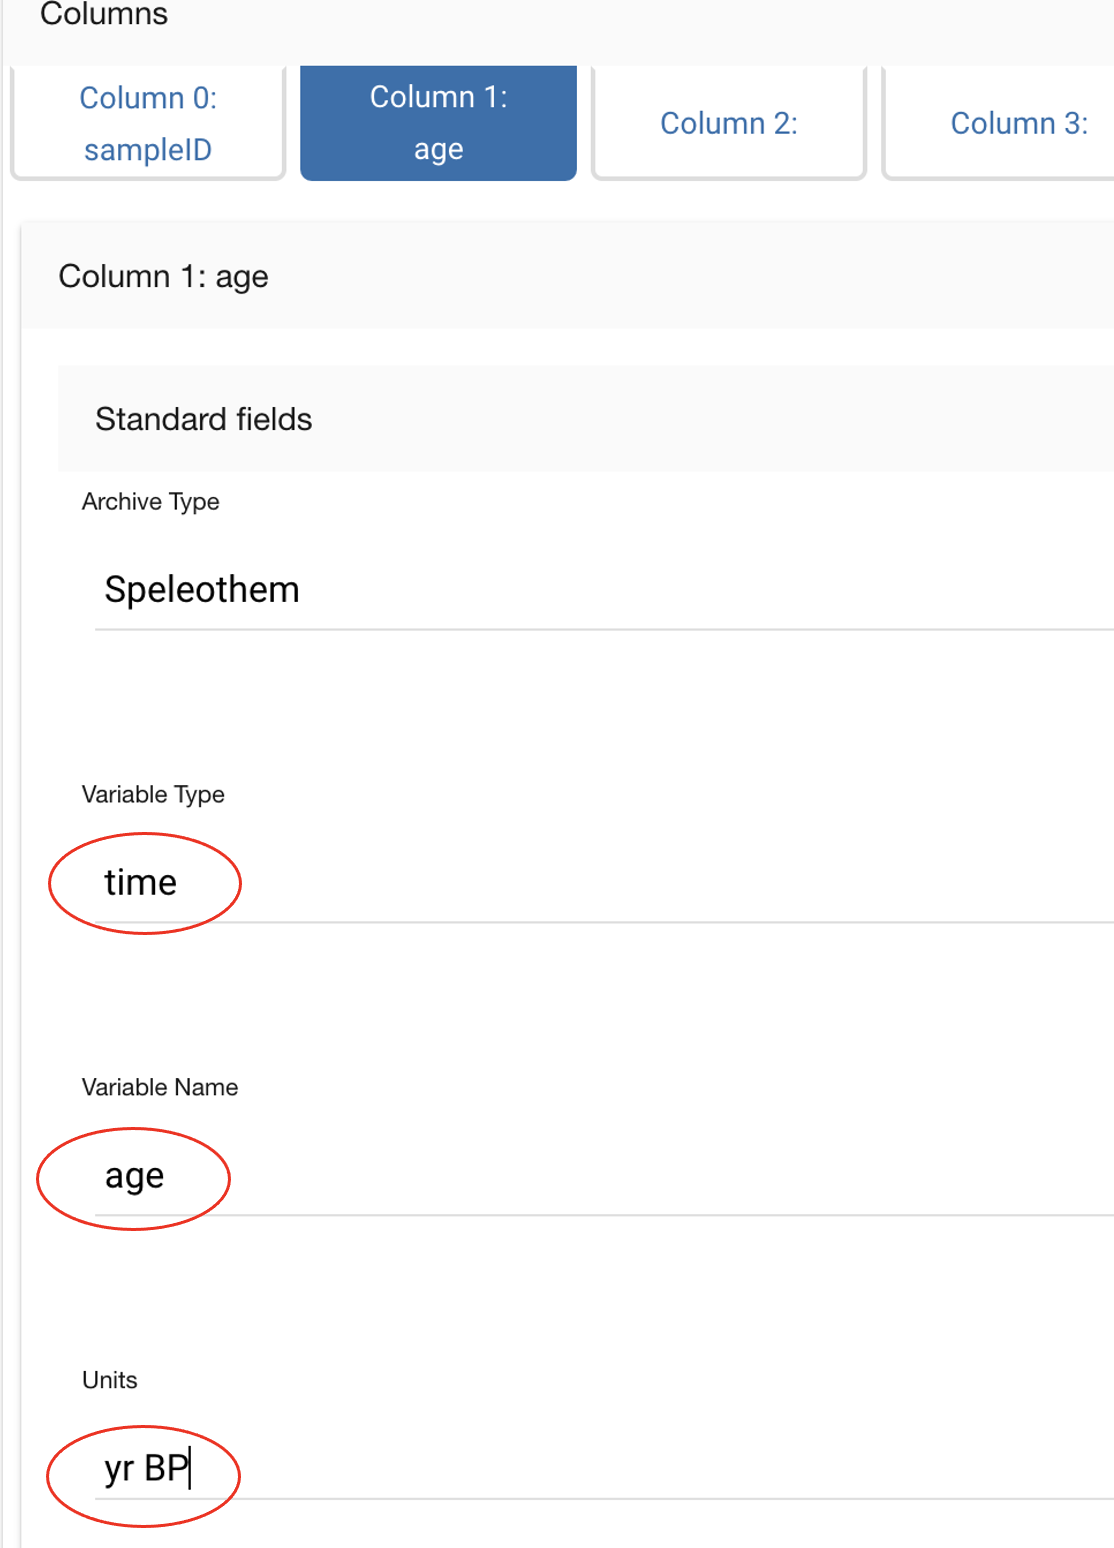 Columns
Column 0:
sampleID
Column 1:
age
Column 2:
Column 3:
Column 1: age
Standard fields
Archive Type
Speleothem
Variable Type
time
Variable Name
age
Units
yr BP